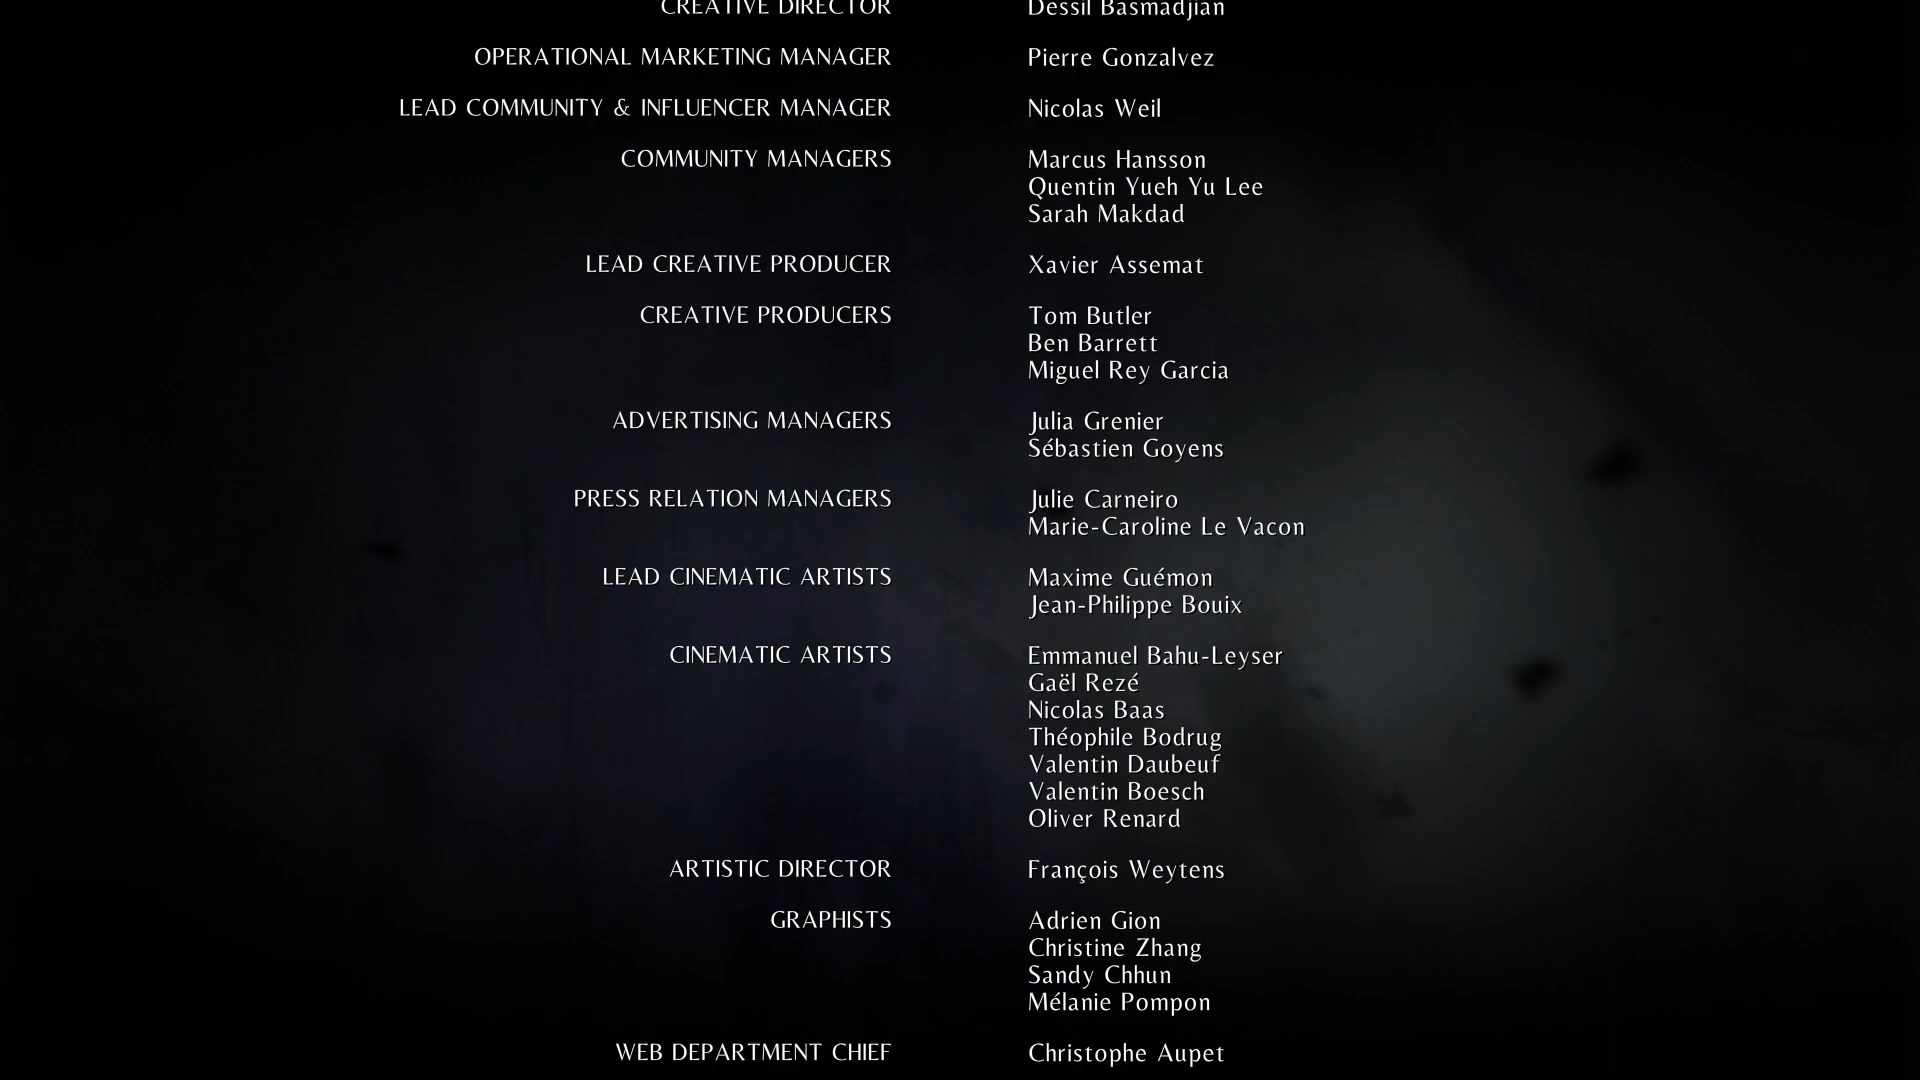 CREATIVE DIRECTOR Dessil Basmadjian
OPERATIONAL MARKETING MANAGER Pierre Gonzalvez
LEAD COMMUNITY & INFLUENCER MANAGER Nicolas Weil
COMMUNITY MANAGERS Marcus Hansson
Quentin Yueh Yu Lee
Sarah Makdad
LEAD CREATIVE PRODUCER Xavier Assemat
CREATIVE PRODUCERS Tom Butler
Ben Barrett
Miguel Rey Garcia
ADVERTISING MANAGERS Julia Grenier
Sébastien Goyens
PRESS RELATION MANAGERS Julie Carneiro
Marie-Caroline Le Vacon
LEAD CINEMATIC ARTISTS Maxime Guémon
Jean-Philippe Bouix
CINEMATIC ARTISTS Emmanuel Bahu-Leyser
Gaël Rezé
Nicolas Baas
Théophile Bodrug
Valentin Daubeuf
Valentin Boesch
Oliver Renard
ARTISTIC DIRECTOR François Weytens
GRAPHISTS Adrien Gion
Christine Zhang
Sandy Chhun
Mélanie Pompon
WEB DEPARTMENT CHIEF Christophe Aupet